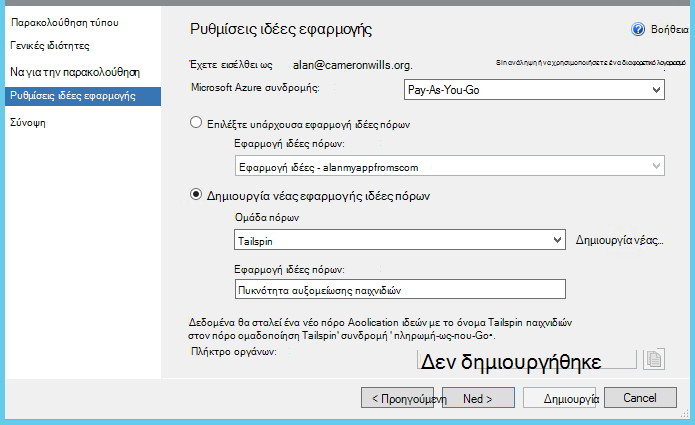 Παρακολούθηση τύπου
Γενικές ιδιότητες
Να για την παρακολούθηση
Ρυθμίσεις ιδέες εφαρμογής
Σύνοψη
Ρυθμίσεις ιδέες εφαρμογής
Βοήθεια
Έχετε εισέλθει ως alan@cameronwills.org.
Sin ανάλημη ή να χρησιμοποιήσετε ένα διαφορετικό λογαριασμό
Microsoft Azure συνδρομής: Pay-As-You-Go
Επιλέξτε υπάρχουσα εφαρμογή ιδέες πόρων
Εφαρμογή ιδέες πόρων:
Εφαρμογή ιδέες - alanmyappfromscom
Δημιουργία νέας εφαρμογής ιδέες πόρων
Ομάδα πόρων
Tailspin Δημιουργία νέας...
Εφαρμογή ιδέες πόρων:
Πυκνότητα αυξομείωσης παιχνιδιών
Δεδομένα θα σταλεί ένα νέο πόρο Aoolication ιδεών με το όνομα Tailspin παιχνιδιών
στον πόρο ομαδοποίηση Tailspin' συνδρομή ' πληρωμή-ως-που-Go•.
Πλήκτρο οργάνων: Δεν δημιουργήθηκε
< Προηγούμενη Ned > Δημιουργία Cancel